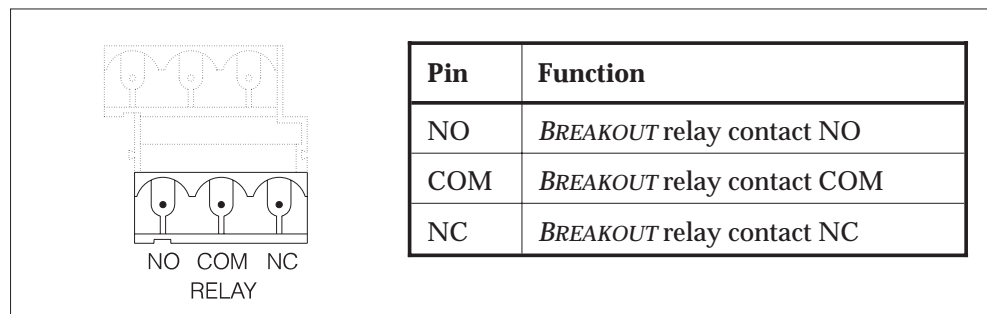 Pin Function
NO BREAKOUT relay contact NO
COM BREAKOUT relay contact COM
NC BREAKOUT relay contact NC
NO COM NC
RELAY